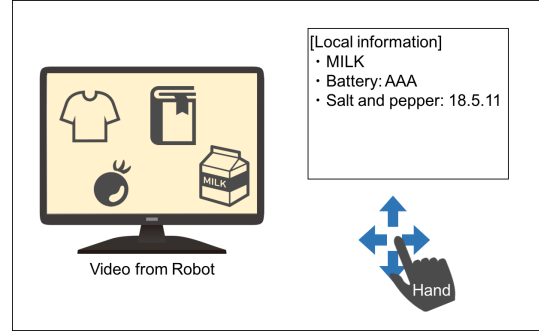 [Local information]
・MILK
・Battery: AAA
・Salt and pepper: 18.5.11
MILK
Video from Robot
Hand